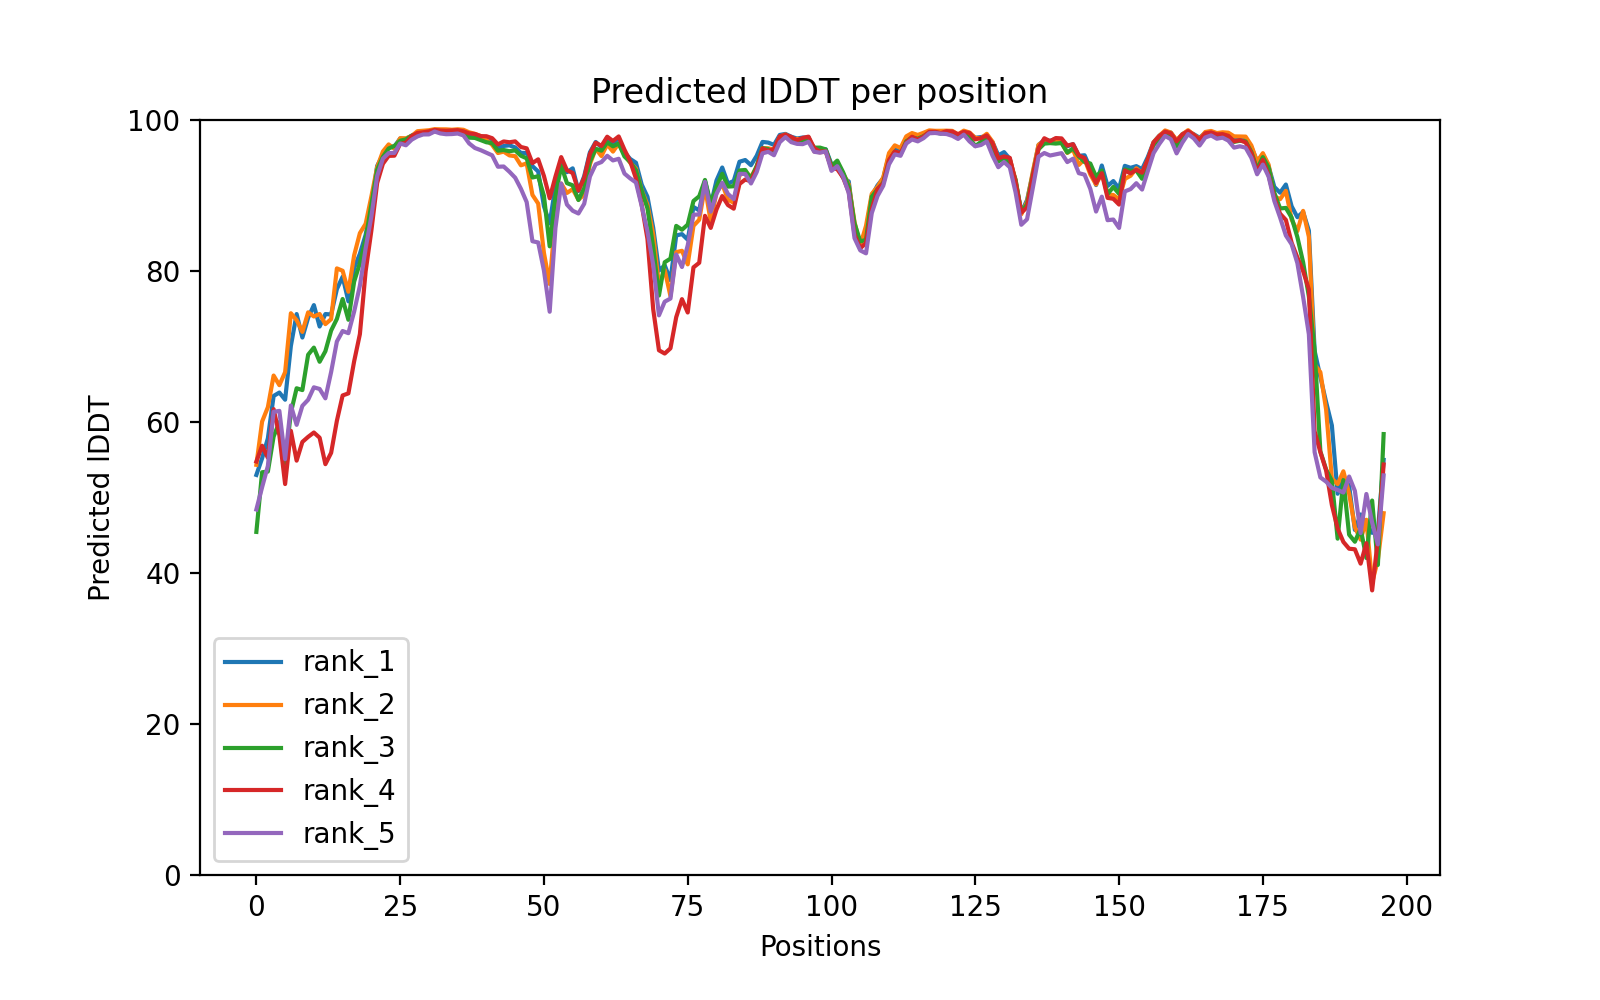 Predicted lDDT per position
100
80
60
40
20
0
Predicted lDDT
rank_1
rank_2
rank_3
rank_4
rank_5
0 25 50 75 100 125 150 175 200
Positions